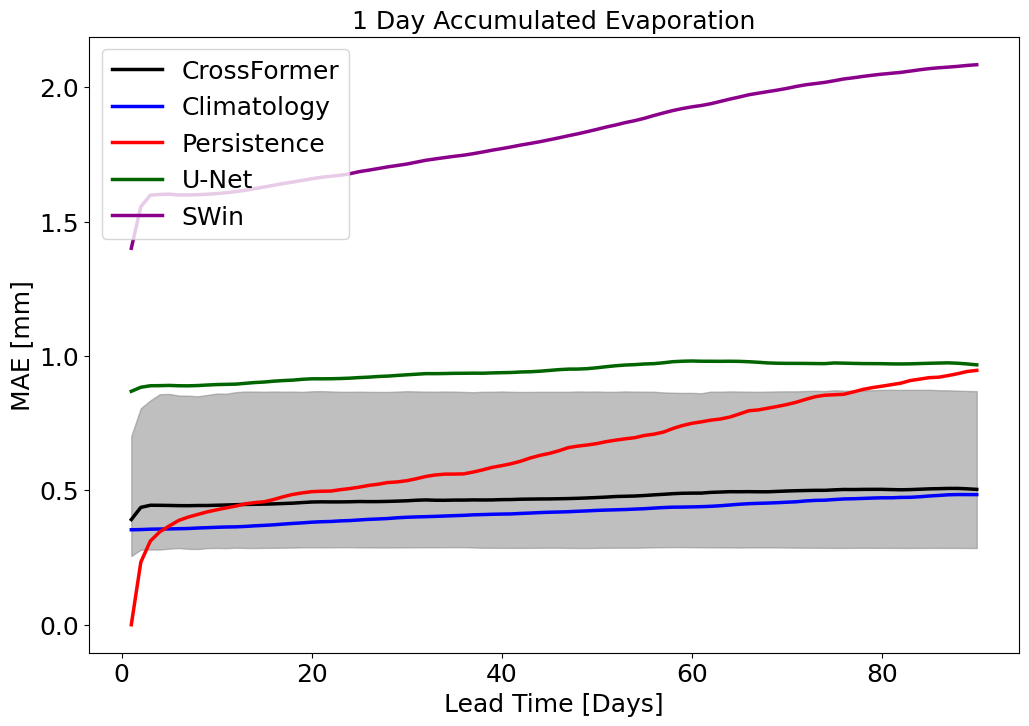 1 Day Accumulated Evaporation
CrossFormer
Climatology
Persistence
U-Net
SWin
MAE [mm]
2.0
1.5
1.0
0.5
0.0
0 20 40 60 80
Lead Time [Days]